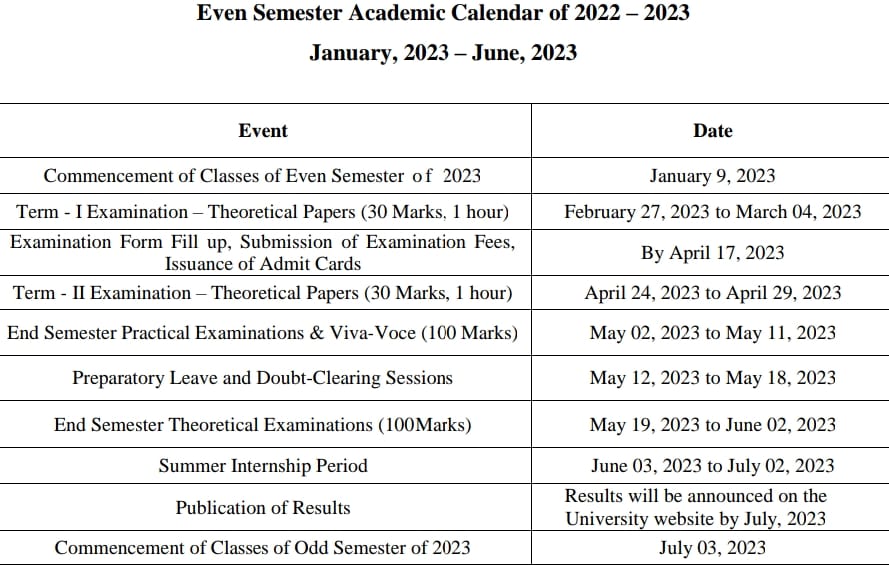 Even Semester Academic Calendar of 2022 – 2023
January, 2023 – June, 2023
Event Date
Commencement of Classes of Even Semester of 2023 January 9, 2023
Term - I Examination – Theoretical Papers (30 Marks, 1 hour) February 27, 2023 to March 04, 2023
Examination Form Fill up, Submission of Examination Fees,
Issuance of Admit Cards
By April 17, 2023
Term - II Examination – Theoretical Papers (30 Marks, 1 hour) April 24, 2023 to April 29, 2023
End Semester Practical Examinations & Viva-Voce (100 Marks) May 02, 2023 to May 11, 2023
Preparatory Leave and Doubt-Clearing Sessions May 12, 2023 to May 18, 2023
End Semester Theoretical Examinations (100Marks) May 19, 2023 to June 02, 2023
Summer Internship Period June 03, 2023 to July 02, 2023
Publication of Results
Results will be announced on the
University website by July, 2023
Commencement of Classes of Odd Semester of 2023 July 03, 2023